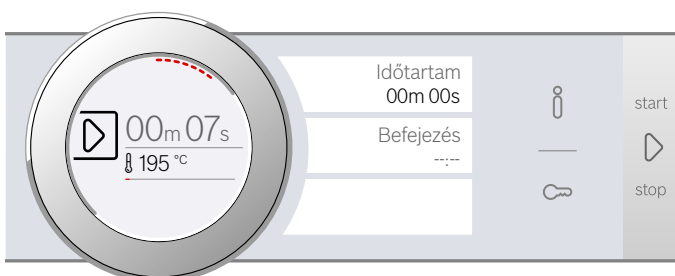 00m 07s
195 °C
Időtartam
00m 00s
Befejezés
--:--
start
stop